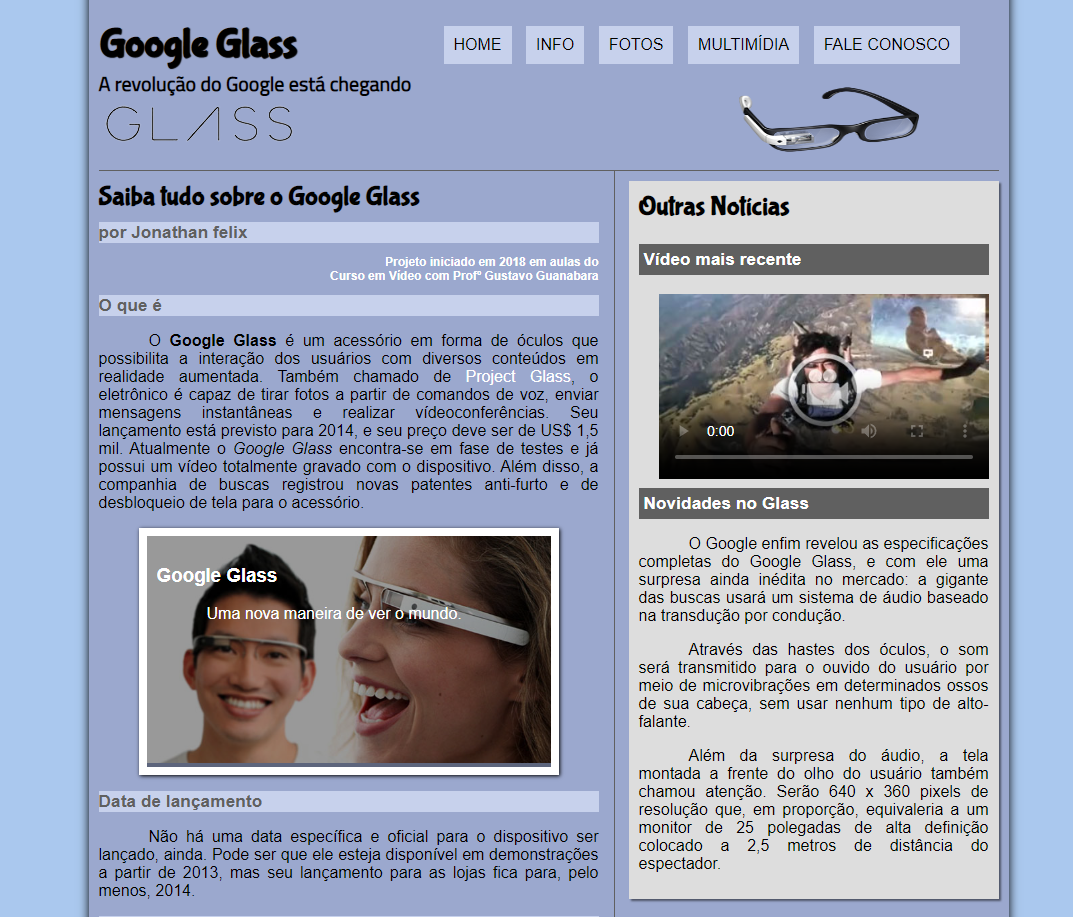 Google Glass
HOME
INFO
FOTOS
MULTIMÍDIA
FALE CONOSCO
A revolução do Google está chegando
GLASS
Saiba tudo sobre o Google Glass
por Jonathan felix
Projeto iniciado em 2018 em aulas do
Curso em Vídeo com Profº Gustavo Guanabara
O que é
O Google Glass é um acessório em forma de óculos que
possibilita a interação dos usuários com diversos conteúdos em
realidade aumentada. Também chamado de Project Glass, o
eletrônico é capaz de tirar fotos a partir de comandos de voz, enviar
mensagens instantâneas e realizar vídeoconferências. Seu
lançamento está previsto para 2014, e seu preço deve ser de US$ 1,5
mil. Atualmente o Google Glass encontra-se em fase de testes e já
possui um vídeo totalmente gravado com o dispositivo. Além disso, a
companhia de buscas registrou novas patentes anti-furto e de
desbloqueio de tela para o acessório.
Google Glass
Uma nova maneira de ver o mundo.
Data de lançamento
Não há uma data específica e oficial para o dispositivo ser
lançado, ainda. Pode ser que ele esteja disponível em demonstrações
a partir de 2013, mas seu lançamento para as lojas fica para, pelo
menos, 2014.
Outras Notícias
Vídeo mais recente
0:00
Novidades no Glass
O Google enfim revelou as especificações
completas do Google Glass, e com ele uma
surpresa ainda inédita no mercado: a gigante
das buscas usará um sistema de áudio baseado
na transdução por condução.
Através das hastes dos óculos, o som
será transmitido para o ouvido do usuário por
meio de microvibrações em determinados ossos
de sua cabeça, sem usar nenhum tipo de alto-
falante.
Além da surpresa do áudio, a tela
montada a frente do olho do usuário também
chamou atenção. Serão 640 x 360 pixels de
resolução que, em proporção, equivaleria a um
monitor de 25 polegadas de alta definição
colocado a 2,5 metros de distância do
espectador.